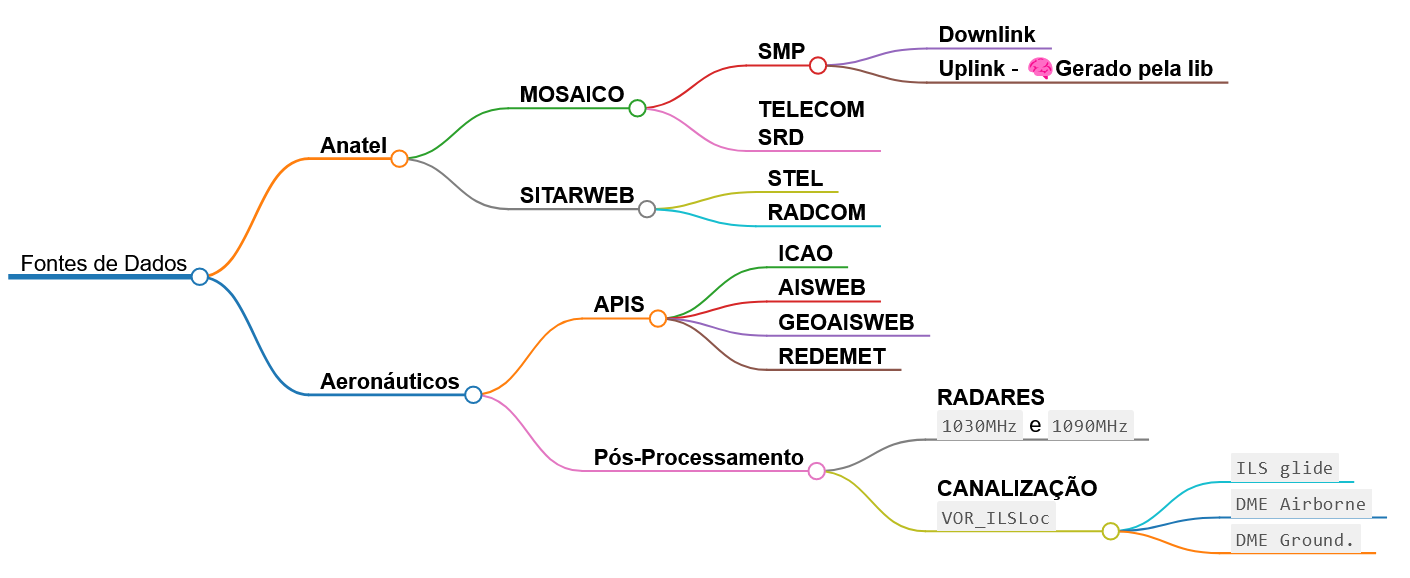 Fontes de Dados
Anatel
MOSAICO
SMP
Downlink
Uplink - 🧠Gerado pela lib
TELECOM
SRD
SITARWEB
STEL
RADCOM
Aeronáuticos
APIS
ICAO
AISWEB
GEOAISWEB
REDEMET
Pós-Processamento
RADARES
1030MHz e 1090MHz
CANALIZAÇÃO
VOR_ILSLoc
ILS glide
DME Airborne
DME Ground.